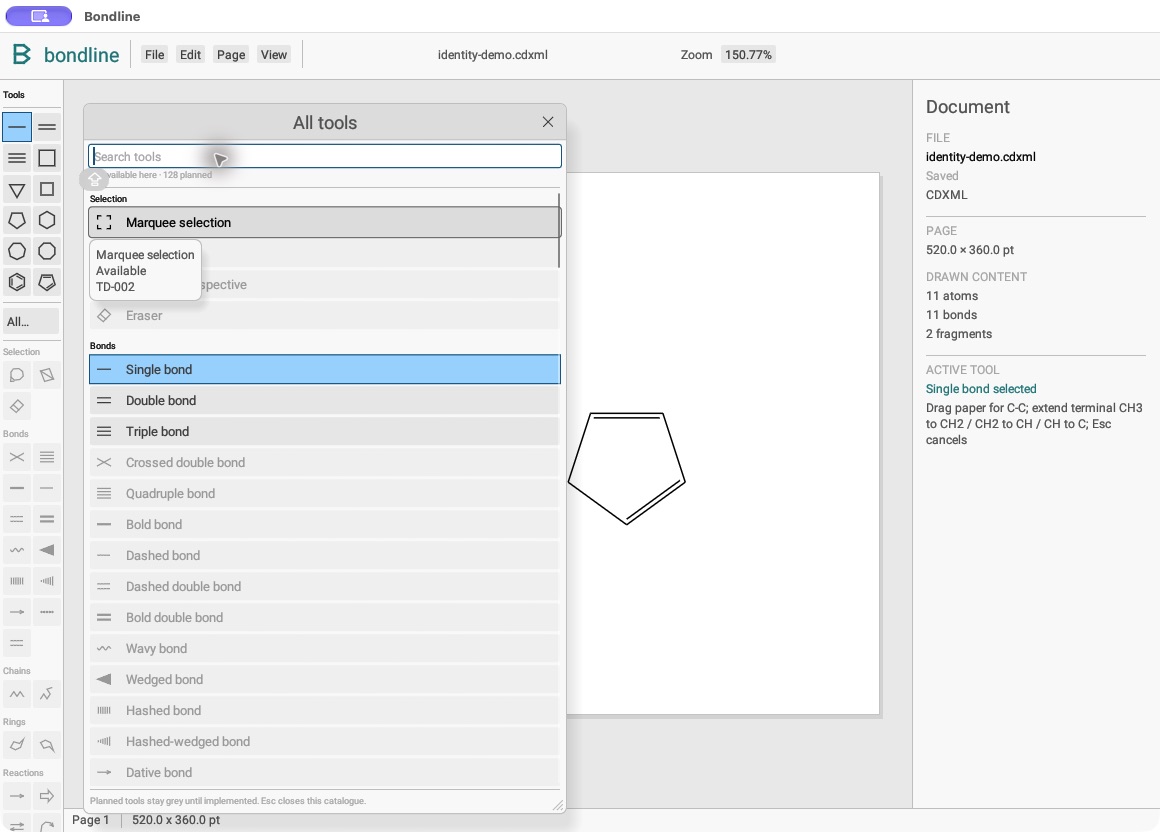 Bondline
bondline
File
Edit
Page
View
identity-demo.cdxml
Zoom
150.77%
Tools
All...
Selection
Bonds
Chains
Rings
Reactions
All tools
Search tools
available here · 128 planned
Selection
Marquee selection
Marquee selection
Available
TD-002
Eraser
Bonds
Single bond
Double bond
Triple bond
Crossed double bond
Quadruple bond
Bold bond
Dashed bond
Dashed double bond
Bold double bond
Wavy bond
Wedged bond
Hashed bond
Hashed-wedged bond
Dative bond
Planned tools stay grey until implemented. Esc closes this catalogue.
Document
FILE
identity-demo.cdxml
Saved
CDXML
PAGE
520.0 × 360.0 pt
DRAWN CONTENT
11 atoms
11 bonds
2 fragments
ACTIVE TOOL
Single bond selected
Drag paper for C-C; extend terminal CH3
to CH2 / CH2 to CH / CH to C; Esc
cancels
Page 1
520.0 x 360.0 pt